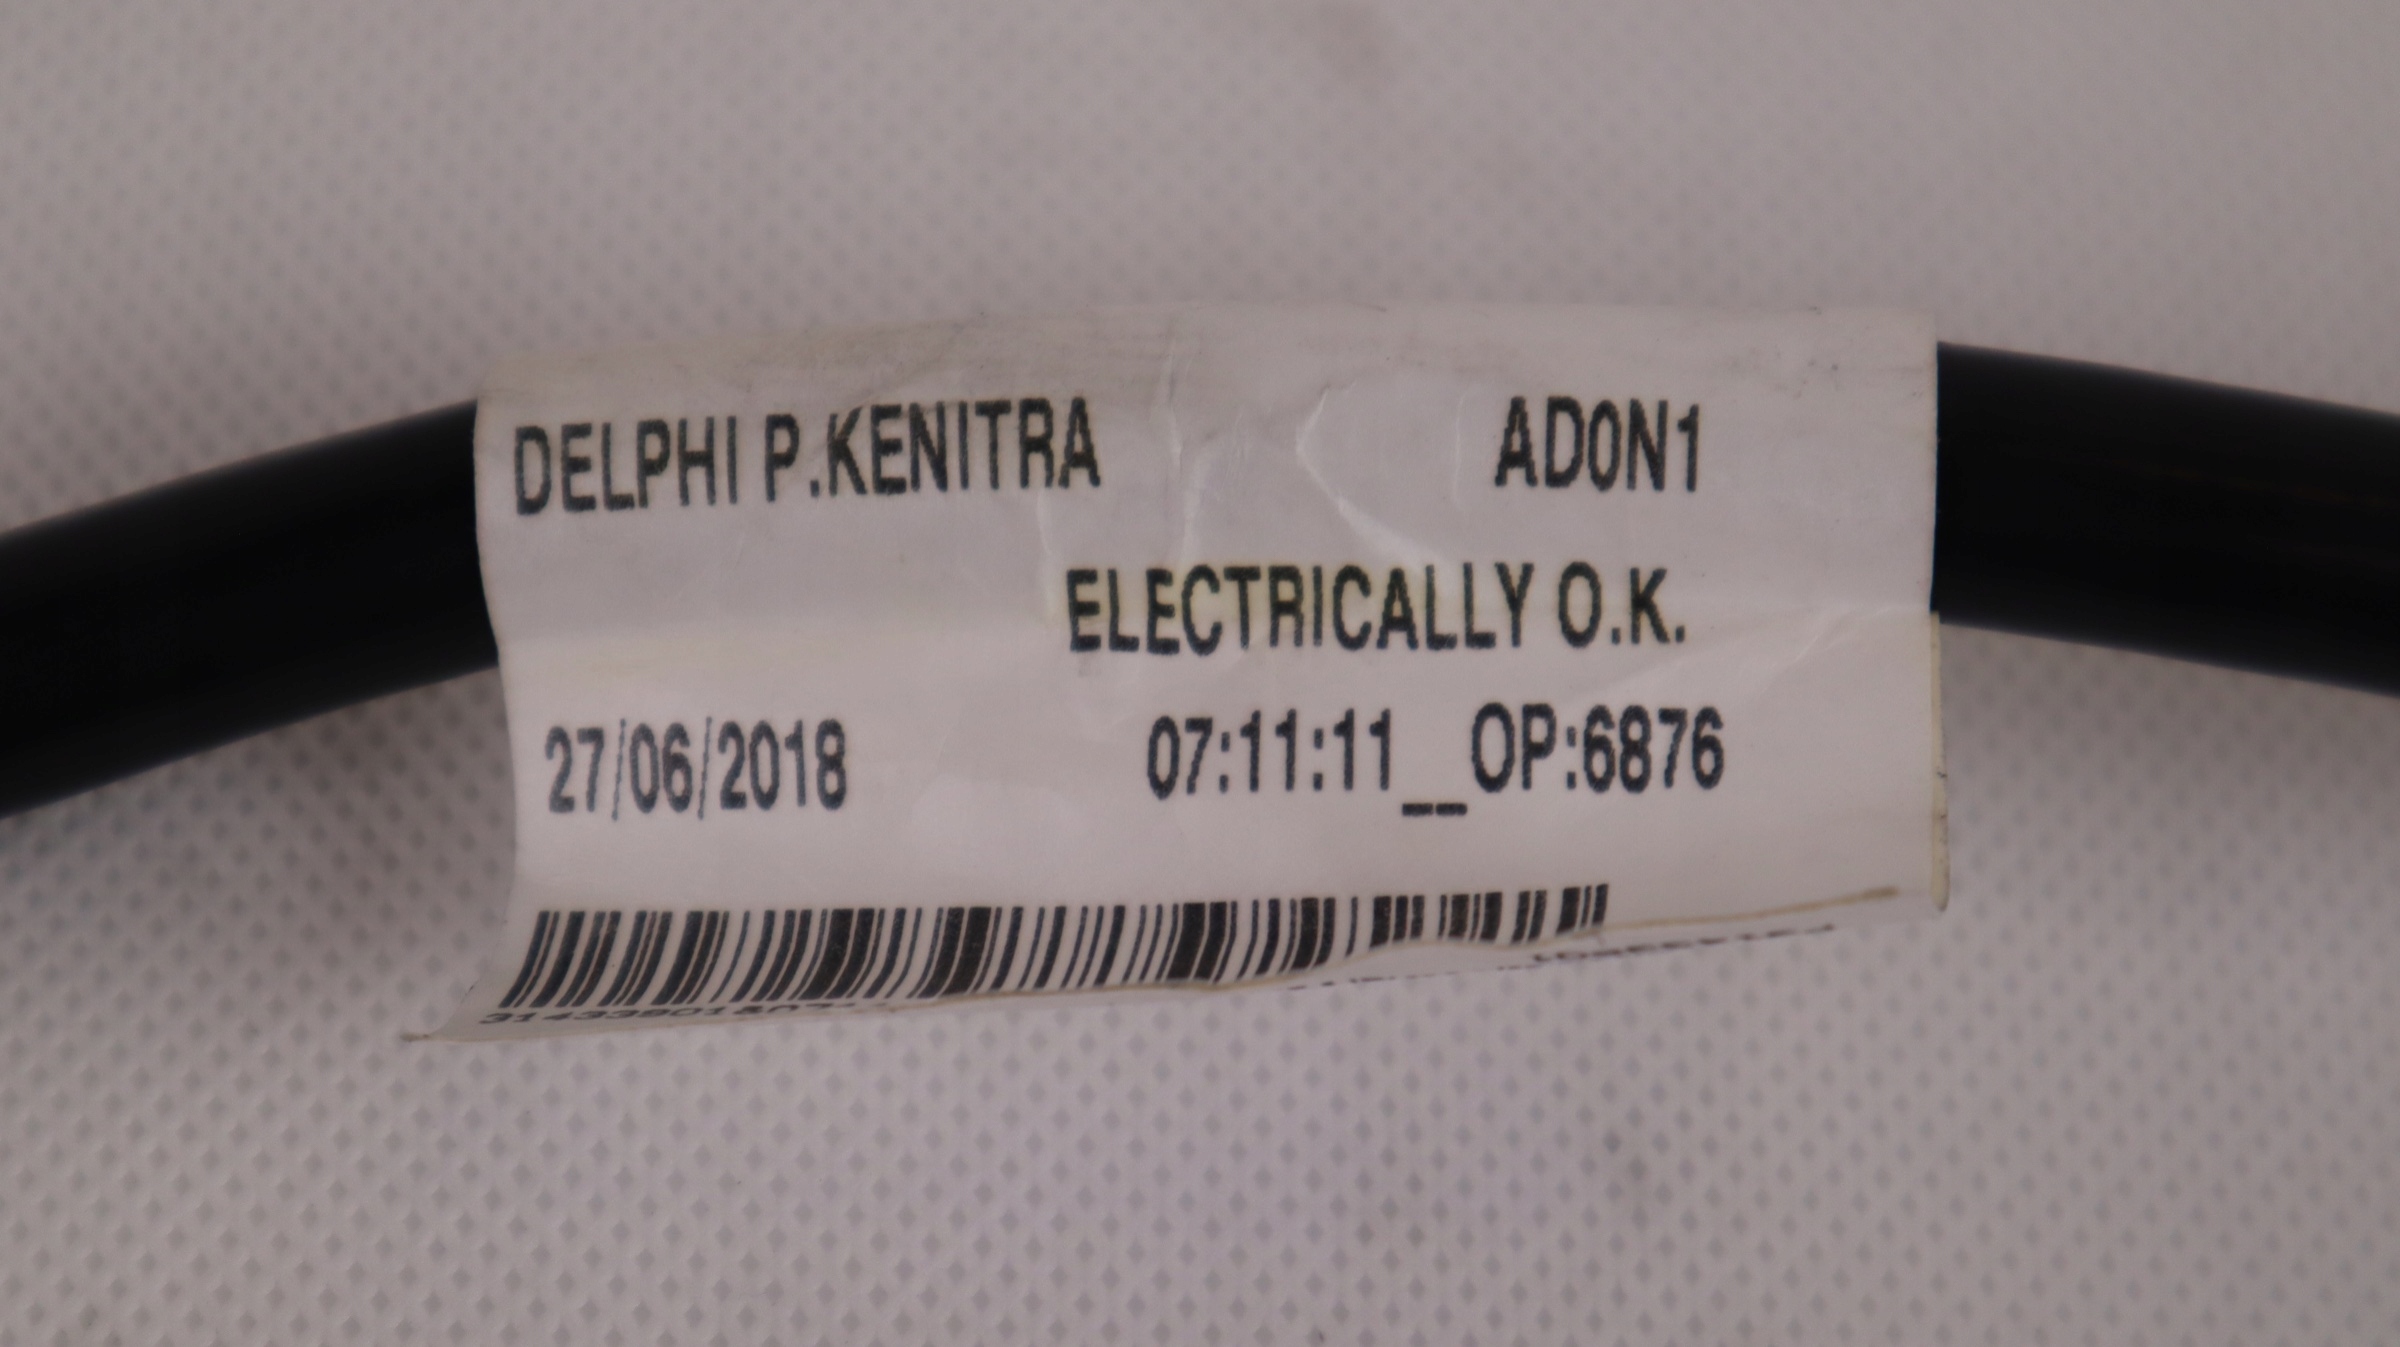 DELPHI P.KENITRA AD0N1
ELECTRICALLY O.K.
27/06/2018 07:11:11__OP:6876